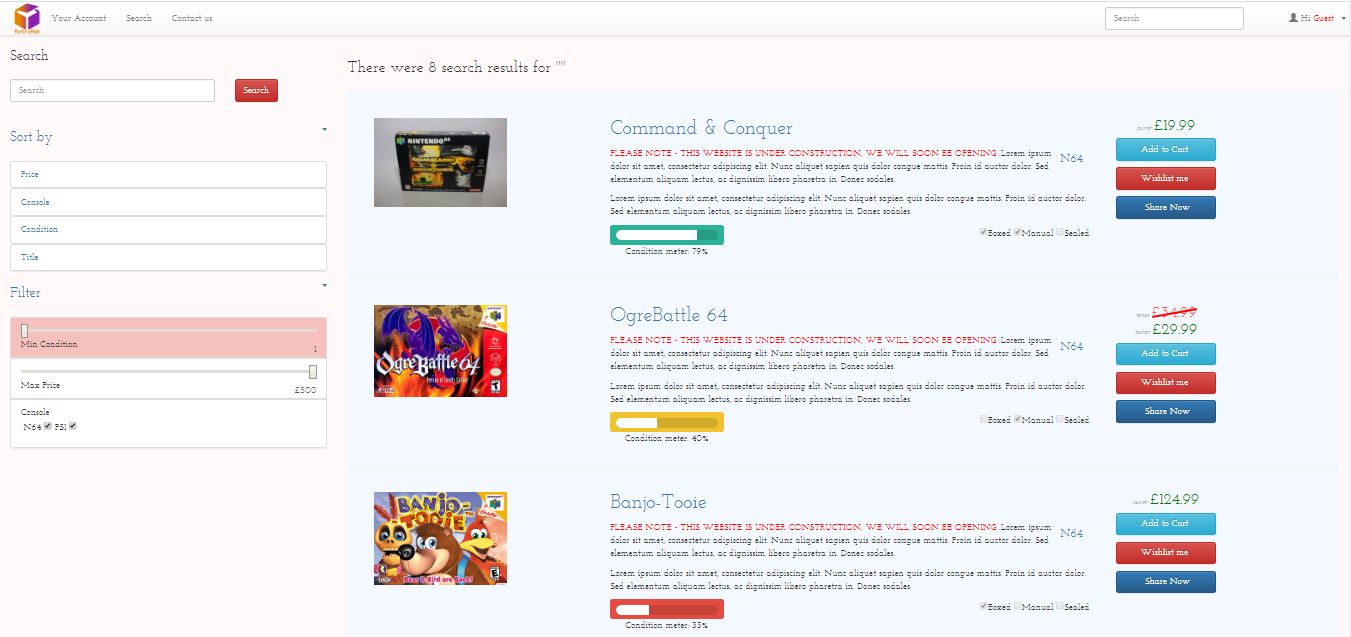 RetroHub
Your Account
Search
Contact us
Search
Hi Guest
Search
Search
Search
Sort by
Price
Console
Condition
Title
Filter
Min Condition
1
Max Price
£500
Console
N64 PS1
There were 8 search results for ""
NINTENDO 64
COMMAND & CONQUER
Command & Conquer
PLEASE NOTE - THIS WEBSITE IS UNDER CONSTRUCTION, WE WILL SOON BE OPENING. Lorem ipsum
dolor sit amet, consectetur adipiscing elit. Nunc aliquet sapien quis dolor congue mattis. Proin id auctor dolor. Sed
elementum aliquam lectus, ac dignissim libero pharetra in. Donec sodales.
N64
Lorem ipsum dolor sit amet, consectetur adipiscing elit. Nunc aliquet sapien quis dolor congue mattis. Proin id auctor dolor.
Sed elementum aliquam lectus, ac dignissim libero pharetra in. Donec sodales.
Condition meter: 79%
Boxed Manual Sealed
now £19.99
Add to Cart
Wishlist me
Share Now
OgreBattle 64
Person of Lordly Caliber
OgreBattle 64
PLEASE NOTE - THIS WEBSITE IS UNDER CONSTRUCTION, WE WILL SOON BE OPENING. Lorem ipsum
dolor sit amet, consectetur adipiscing elit. Nunc aliquet sapien quis dolor congue mattis. Proin id auctor dolor. Sed
elementum aliquam lectus, ac dignissim libero pharetra in. Donec sodales.
N64
Lorem ipsum dolor sit amet, consectetur adipiscing elit. Nunc aliquet sapien quis dolor congue mattis. Proin id auctor dolor.
Sed elementum aliquam lectus, ac dignissim libero pharetra in. Donec sodales.
Condition meter: 40%
Boxed Manual Sealed
was £34.99
now £29.99
Add to Cart
Wishlist me
Share Now
BANJO-
TOOIE
Bear & Bird are Back!
Banjo-Tooie
PLEASE NOTE - THIS WEBSITE IS UNDER CONSTRUCTION, WE WILL SOON BE OPENING. Lorem ipsum
dolor sit amet, consectetur adipiscing elit. Nunc aliquet sapien quis dolor congue mattis. Proin id auctor dolor. Sed
elementum aliquam lectus, ac dignissim libero pharetra in. Donec sodales.
N64
Lorem ipsum dolor sit amet, consectetur adipiscing elit. Nunc aliquet sapien quis dolor congue mattis. Proin id auctor dolor.
Sed elementum aliquam lectus, ac dignissim libero pharetra in. Donec sodales.
Condition meter: 33%
Boxed Manual Sealed
now £124.99
Add to Cart
Wishlist me
Share Now